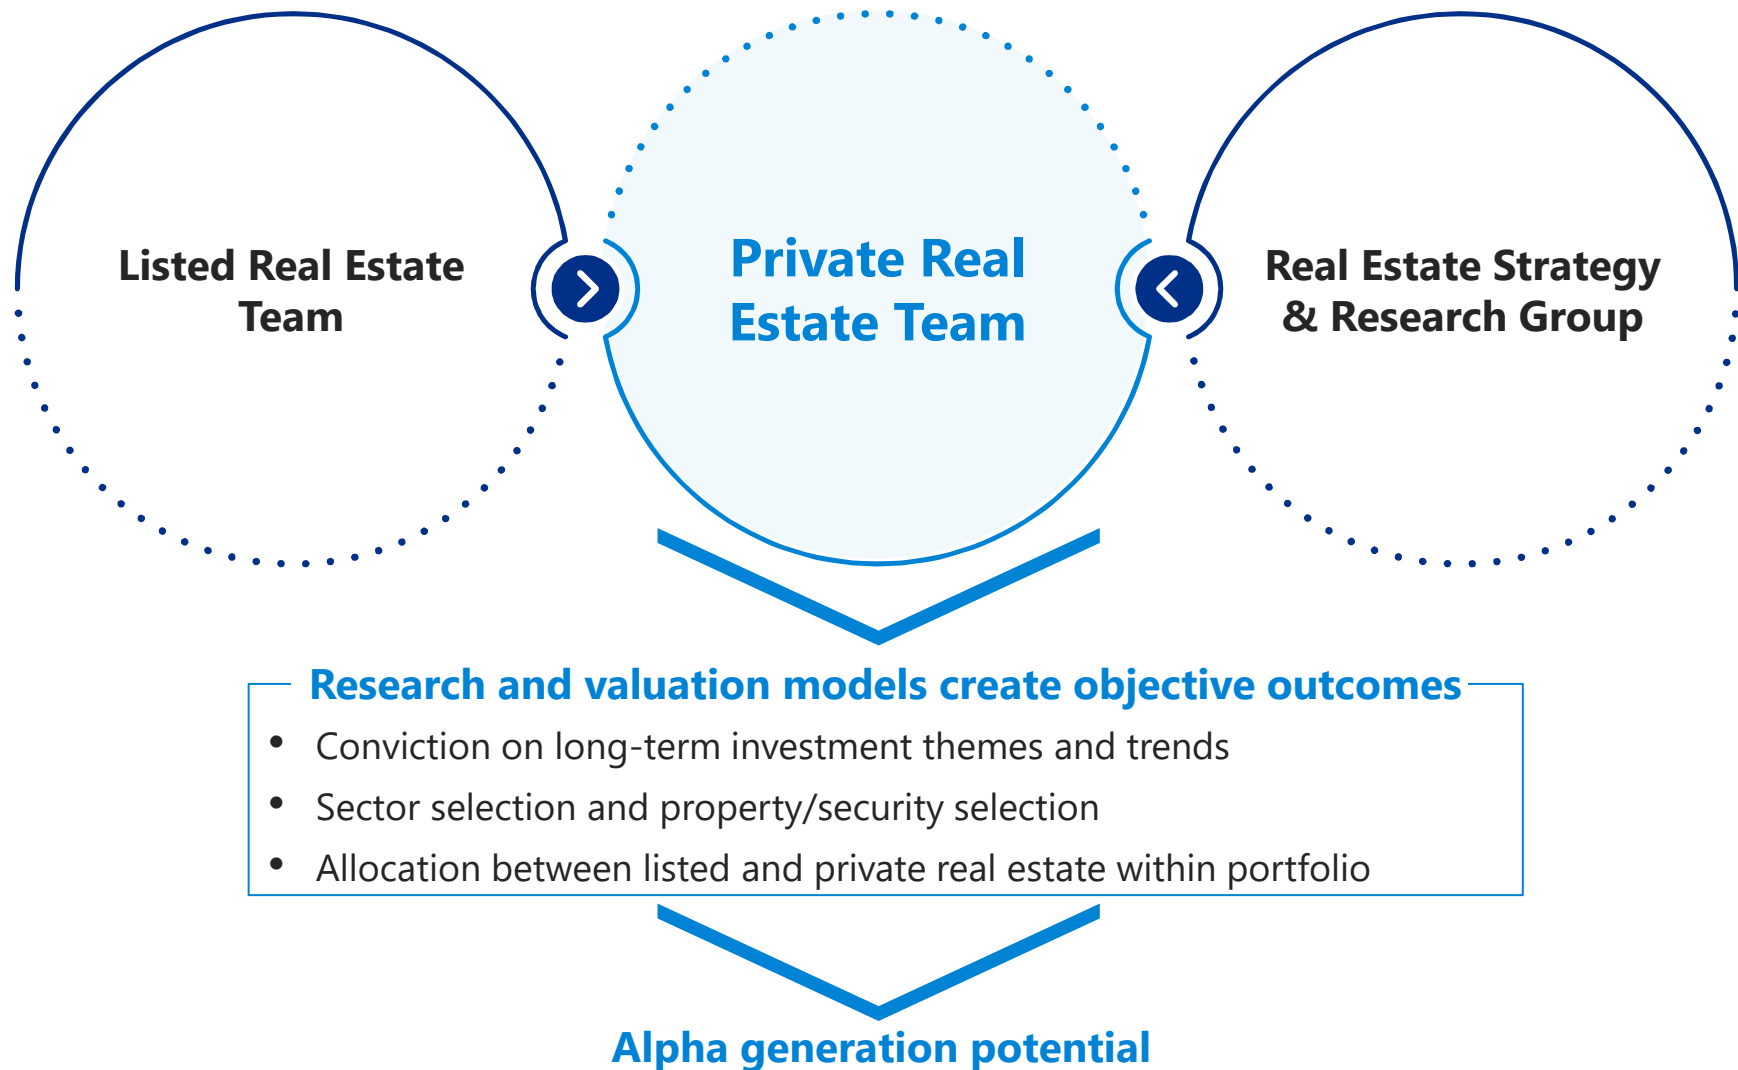 Listed Real Estate
Team
Private Real
Estate Team
Real Estate Strategy
& Research Group
Research and valuation models create objective outcomes
• Conviction on long-term investment themes and trends
• Sector selection and property/security selection
• Allocation between listed and private real estate within portfolio
Alpha generation potential